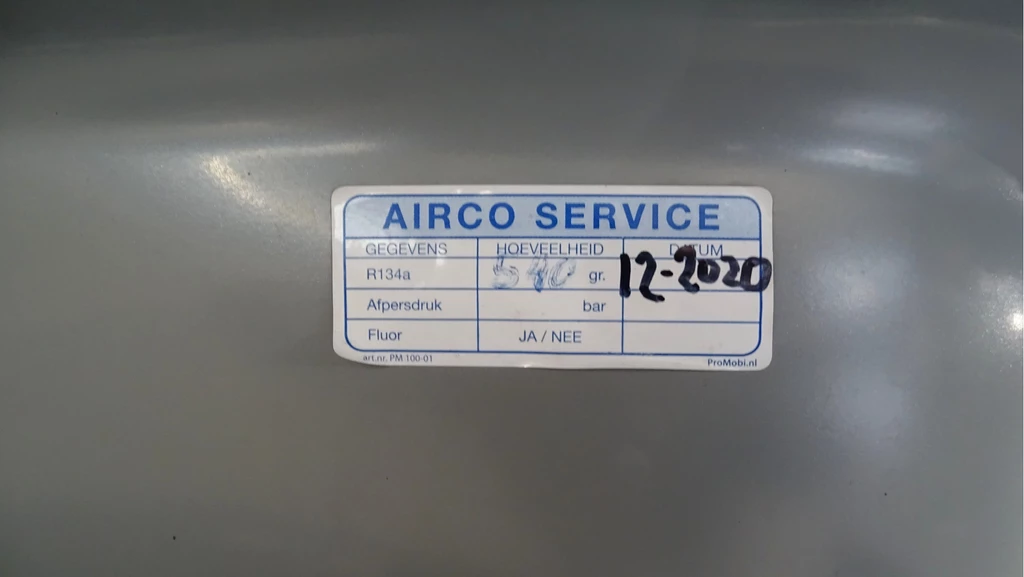 AIRCO SERVICE
GEGEVENS HOEVEELHEID DATUM
R134a 540 gr. 12-2020
Afpersdruk bar
Fluor JA / NEE
art.nr. PM 100-01 ProMobi.nl